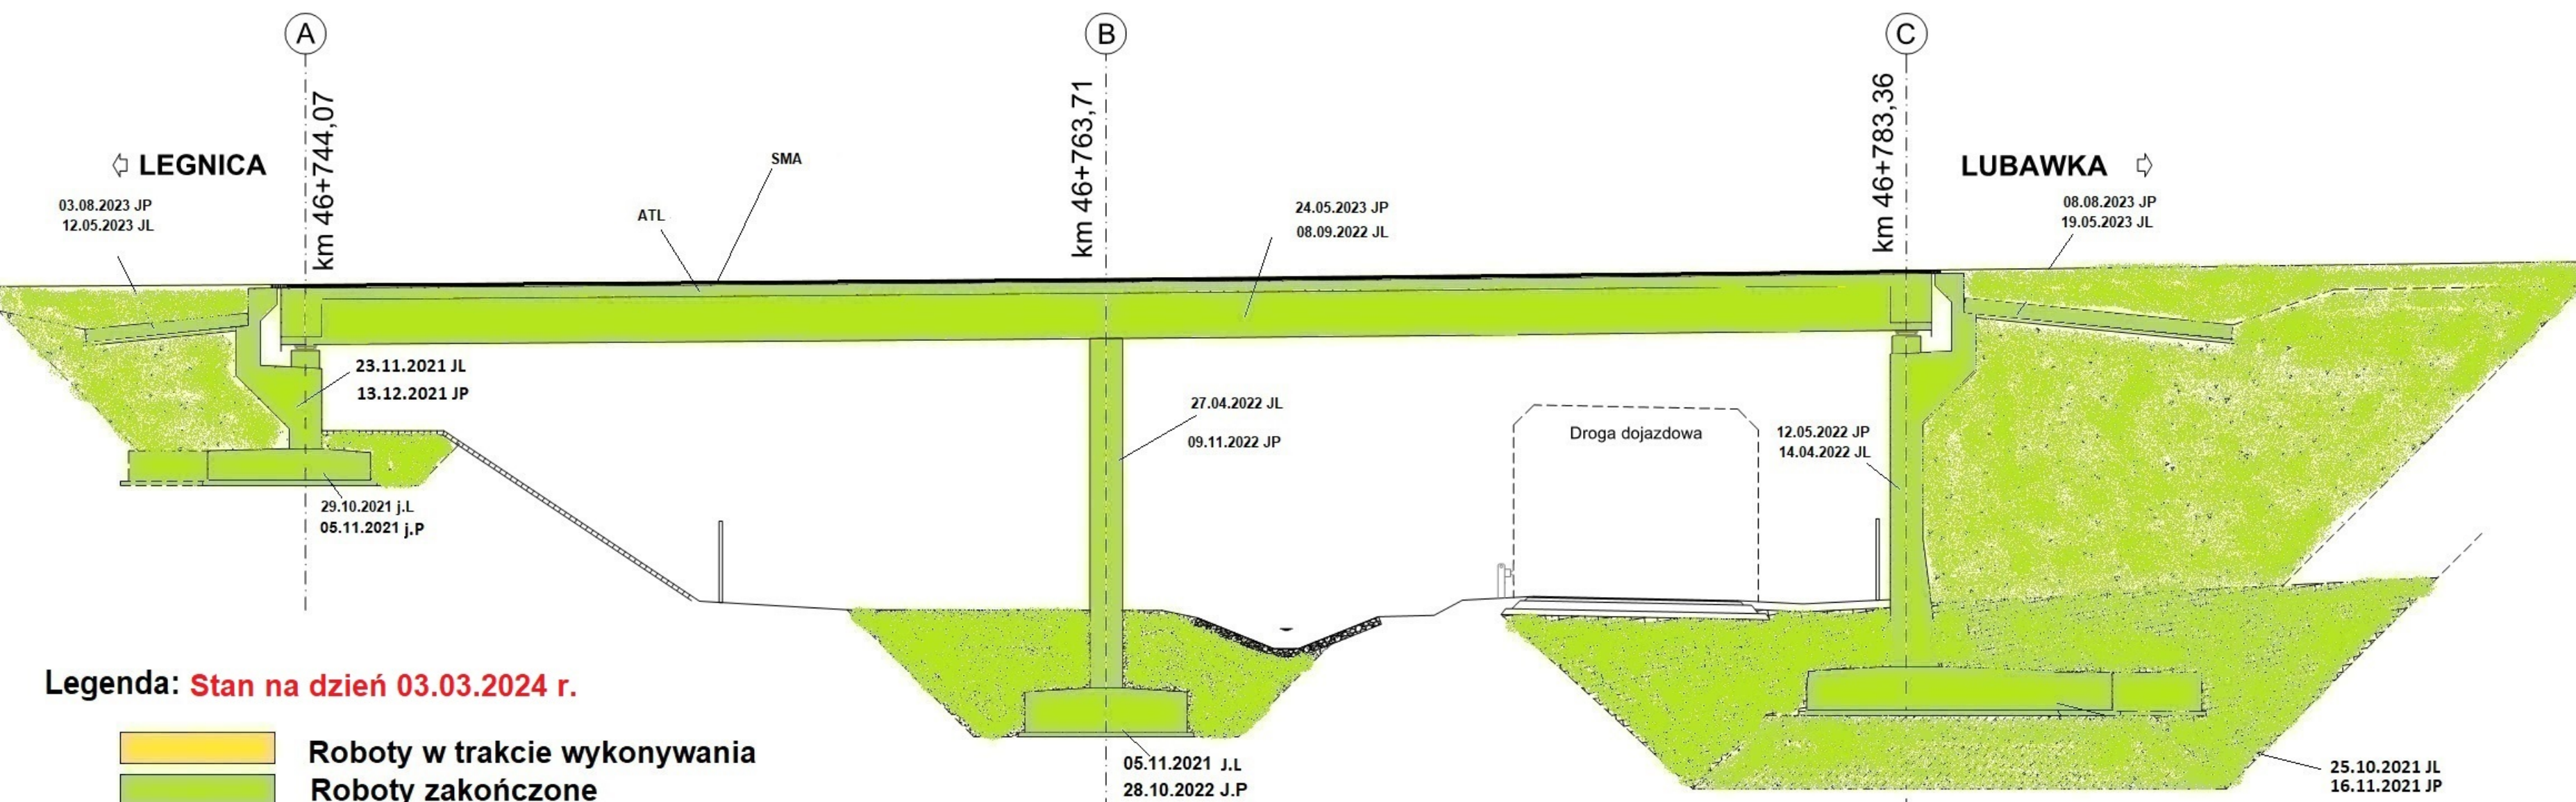 A
B
C
km 46+744,07
km 46+763,71
km 46+783,36
LEGNICA
LUBAWKA
SMA
ATL
03.08.2023 JP
12.05.2023 JL
24.05.2023 JP
08.09.2022 JL
08.08.2023 JP
19.05.2023 JL
23.11.2021 JL
13.12.2021 JP
27.04.2022 JL
09.11.2022 JP
Droga dojazdowa
12.05.2022 JP
14.04.2022 JL
29.10.2021 j.L
05.11.2021 j.P
Legenda: Stan na dzień 03.03.2024 r.
Roboty w trakcie wykonywania
Roboty zakończone
05.11.2021 J.L
28.10.2022 J.P
25.10.2021 JL
16.11.2021 JP